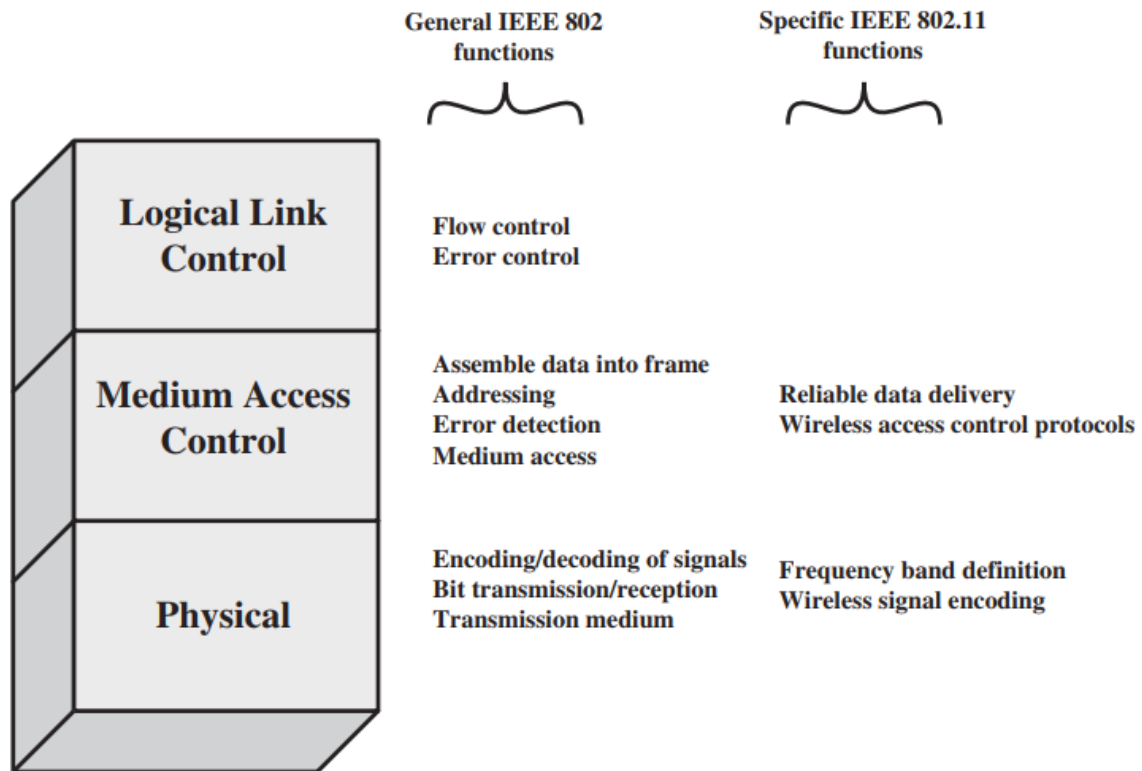 General IEEE 802
functions
Specific IEEE 802.11
functions
Logical Link
Control
Flow control
Error control
Medium Access
Control
Assemble data into frame
Addressing
Error detection
Medium access
Reliable data delivery
Wireless access control protocols
Physical
Encoding/decoding of signals
Bit transmission/reception
Transmission medium
Frequency band definition
Wireless signal encoding